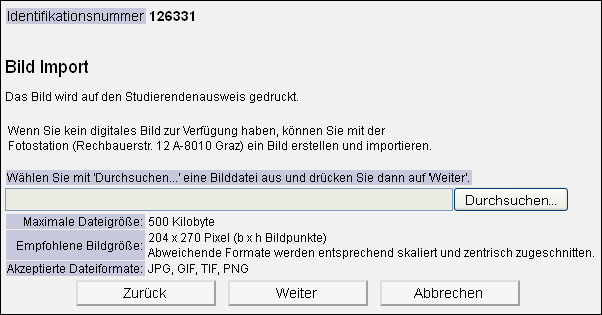 Identifikationsnummer 126331
Bild Import
Das Bild wird auf den Studierendenausweis gedruckt.
Wenn Sie kein digitales Bild zur Verfügung haben, können Sie mit der
Fotostation (Rechbauerstr. 12 A-8010 Graz) ein Bild erstellen und importieren.
Wählen Sie mit 'Durchsuchen...' eine Bilddatei aus und drücken Sie dann auf 'Weiter'.
Durchsuchen...
Maximale Dateigröße: 500 Kilobyte
Empfohlene Bildgröße: 204 x 270 Pixel (b x h Bildpunkte)
Abweichende Formate werden entsprechend skaliert und zentrisch zugeschnitten.
Akzeptierte Dateiformate: JPG, GIF, TIF, PNG
Zurück Weiter Abbrechen